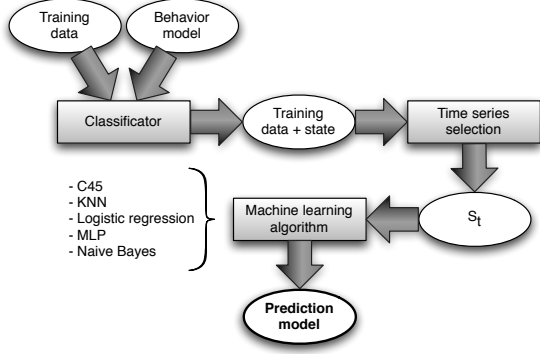 Training
data
Behavior
model
Classificator
Training
data + state
Time series
selection
- C45
- KNN
- Logistic regression
- MLP
- Naive Bayes
Machine learning
algorithm
St
Prediction
model